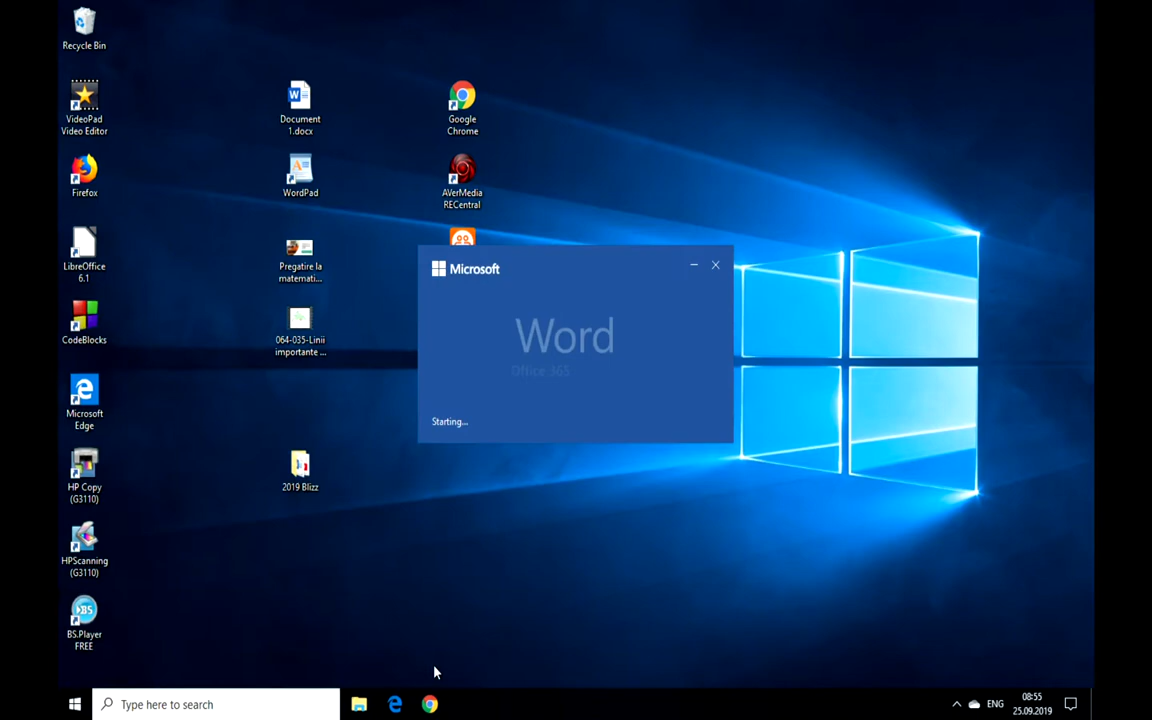 Recycle Bin
VideoPad
Video Editor
Firefox
LibreOffice
6.1
CodeBlocks
Microsoft
Edge
HP Copy
(G3110)
HPScanning
(G3110)
BS.Player
FREE
Document
1.docx
WordPad
Pregatire la
matemati...
064-035-Linii
importante ...
2019 Blizz
Google
Chrome
AVerMedia
RECentral
Microsoft
Word
Office 365
Starting...
Type here to search
ENG
08:55
25.09.2019